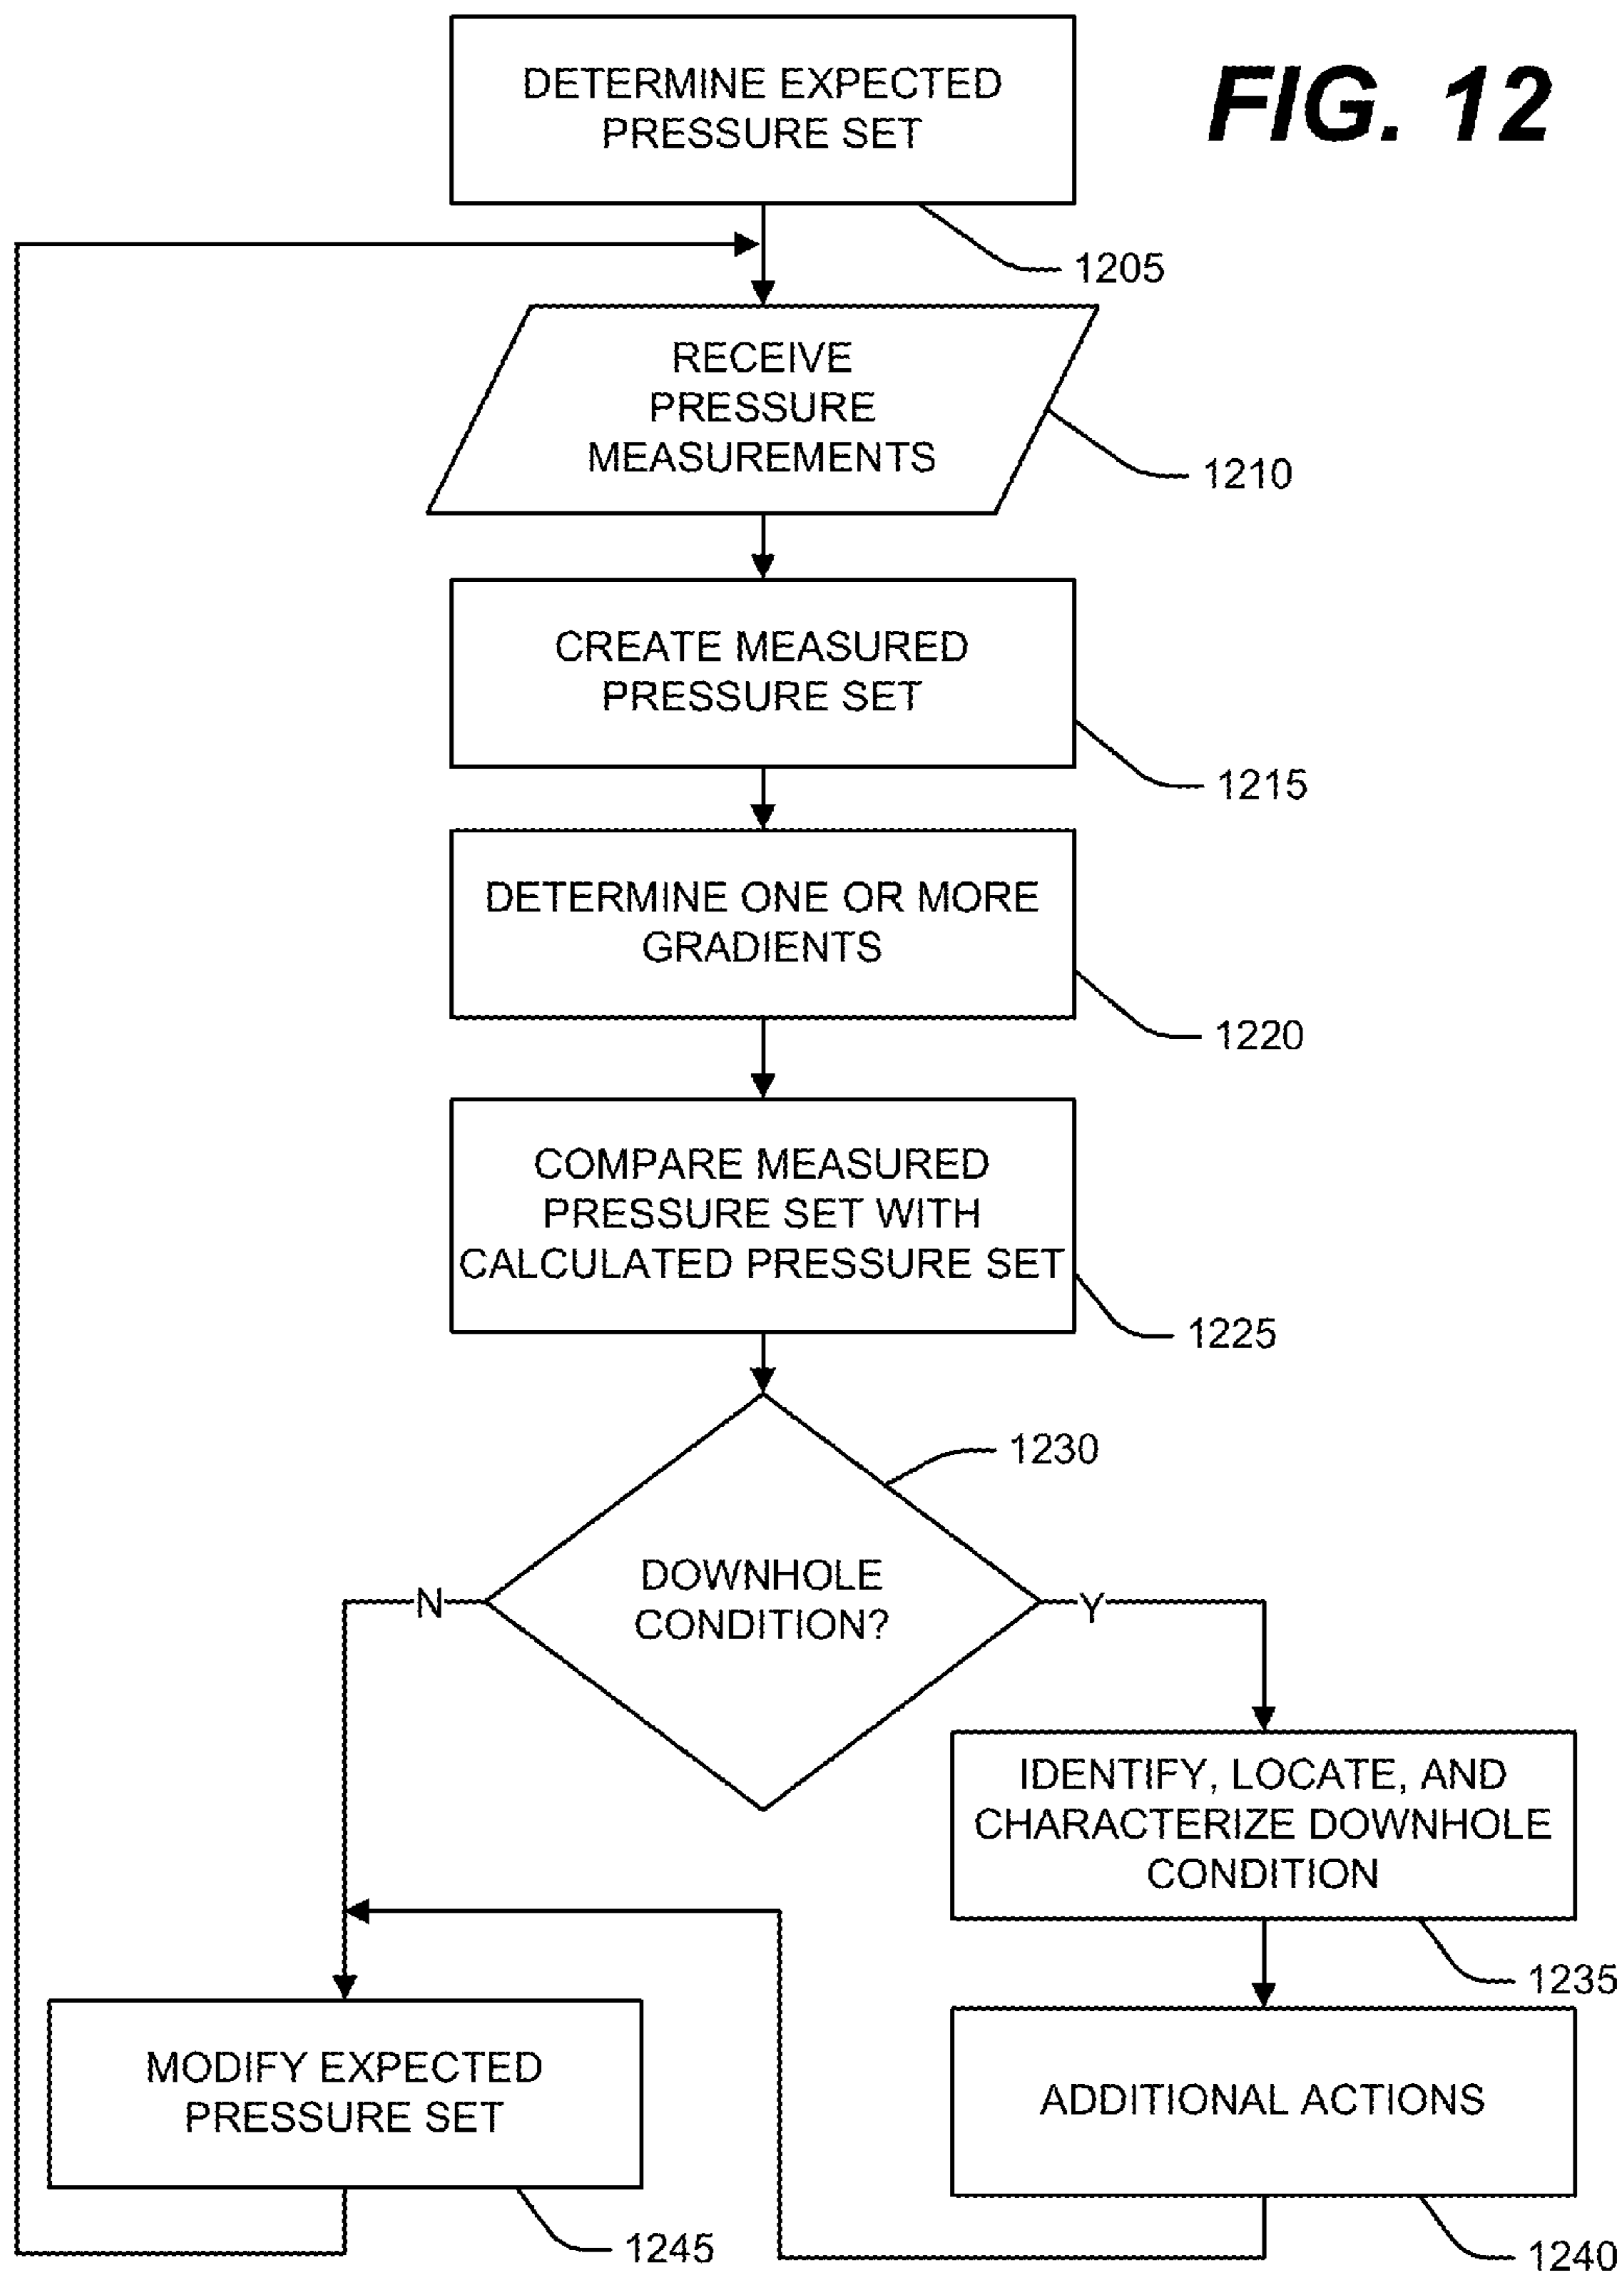 DETERMINE EXPECTED
PRESSURE SET
FIG. 12
1205
RECEIVE
PRESSURE
MEASUREMENTS
1210
CREATE MEASURED
PRESSURE SET
1215
DETERMINE ONE OR MORE
GRADIENTS
1220
COMPARE MEASURED
PRESSURE SET WITH
CALCULATED PRESSURE SET
1225
1230
DOWNHOLE
CONDITION?
N
Y
IDENTIFY, LOCATE, AND
CHARACTERIZE DOWNHOLE
CONDITION
1235
MODIFY EXPECTED
PRESSURE SET
1245
ADDITIONAL ACTIONS
1240